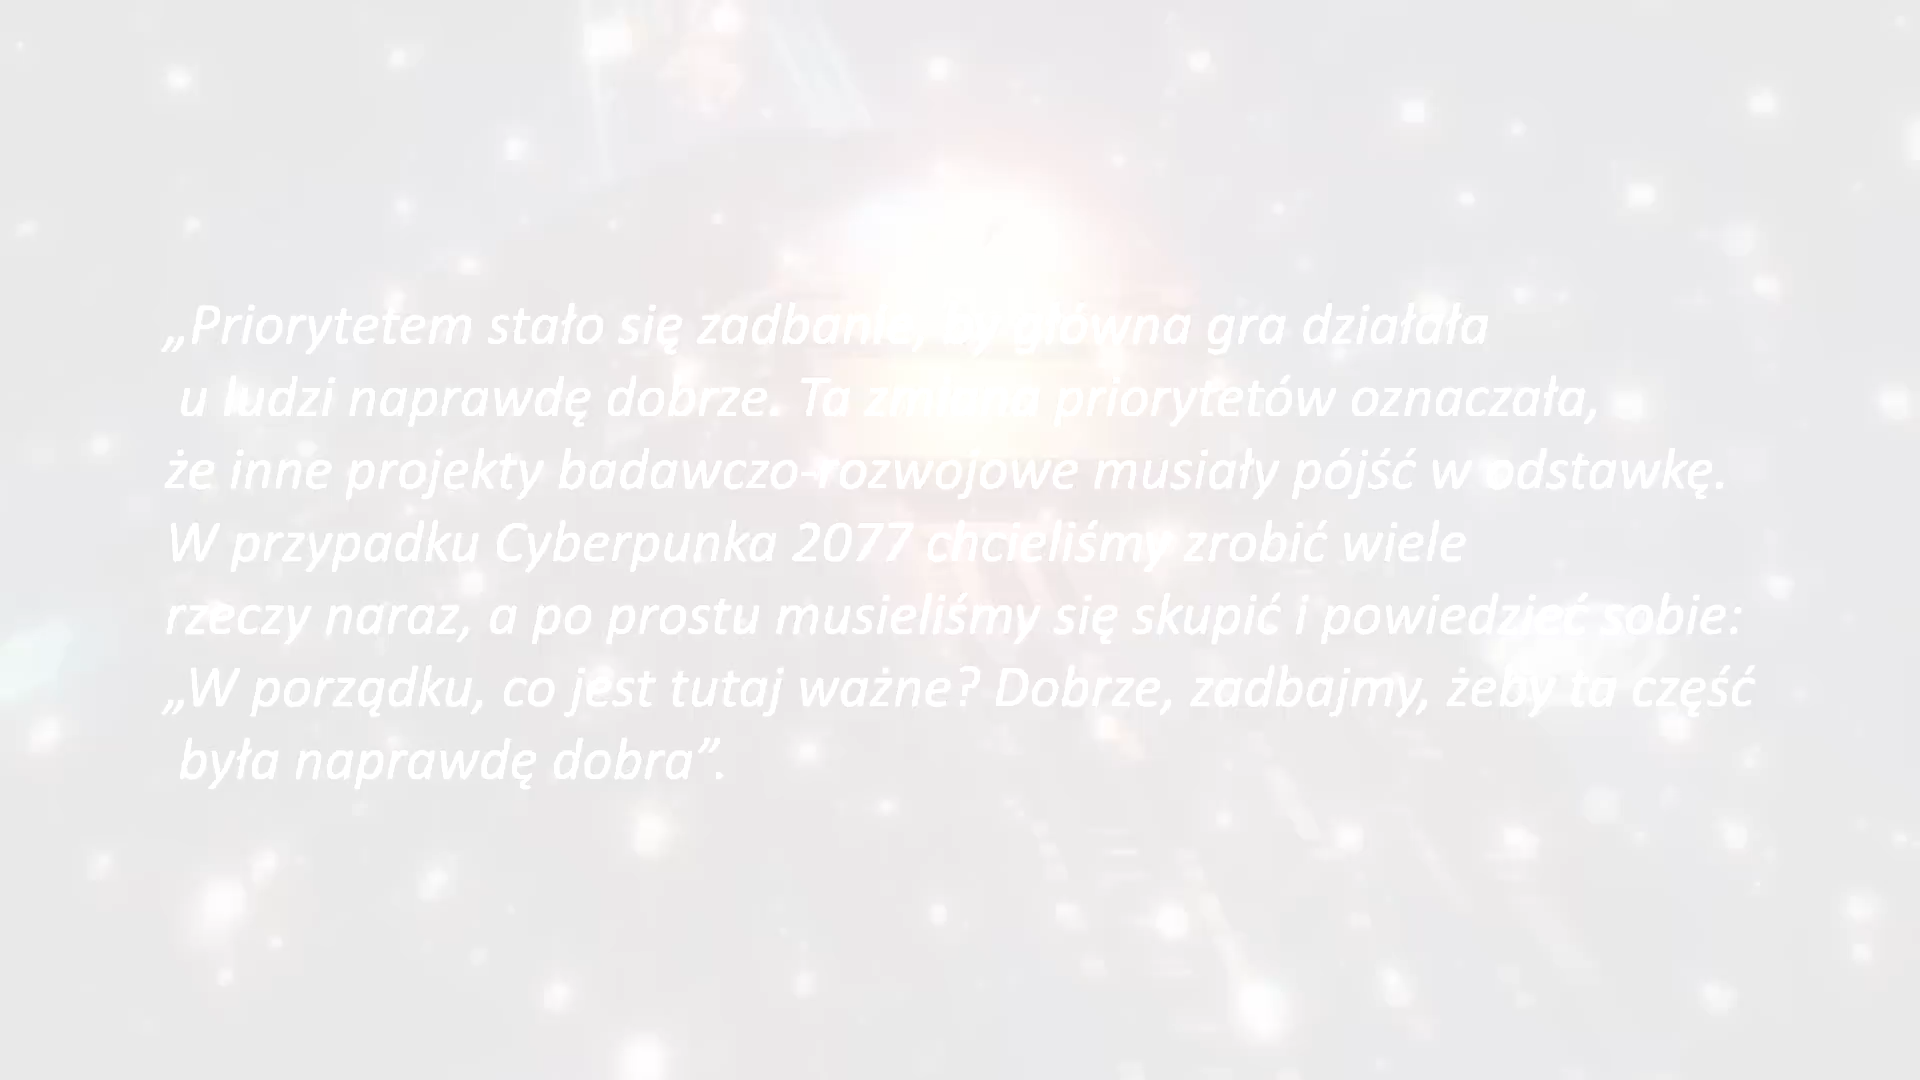 „Priorytetem stało się zadbanie, by główna gra działała
u ludzi naprawdę dobrze. Ta zmiana priorytetów oznaczała,
że inne projekty badawczo-rozwojowe musiały pójść w odstawkę.
W przypadku Cyberpunka 2077 chcieliśmy zrobić wiele
rzeczy naraz, a po prostu musieliśmy się skupić i powiedzieć sobie:
„W porządku, co jest tutaj ważne? Dobrze, zadbajmy, żeby ta część
była naprawdę dobra”.